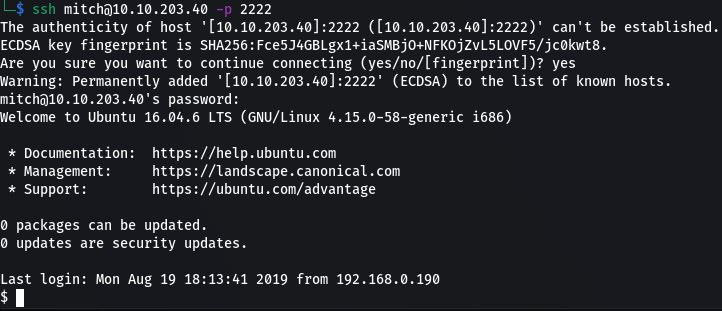 └─$ ssh mitch@10.10.203.40 -p 2222
The authenticity of host '[10.10.203.40]:2222 ([10.10.203.40]:2222)' can't be established.
ECDSA key fingerprint is SHA256:Fce5J4GBLgx1+iaSMBjO+NFKOjZvL5LOVF5/jc0kwt8.
Are you sure you want to continue connecting (yes/no/[fingerprint])? yes
Warning: Permanently added '[10.10.203.40]:2222' (ECDSA) to the list of known hosts.
mitch@10.10.203.40's password:
Welcome to Ubuntu 16.04.6 LTS (GNU/Linux 4.15.0-58-generic i686)
* Documentation:  https://help.ubuntu.com
* Management:     https://landscape.canonical.com
* Support:        https://ubuntu.com/advantage
0 packages can be updated.
0 updates are security updates.
Last login: Mon Aug 19 18:13:41 2019 from 192.168.0.190
$